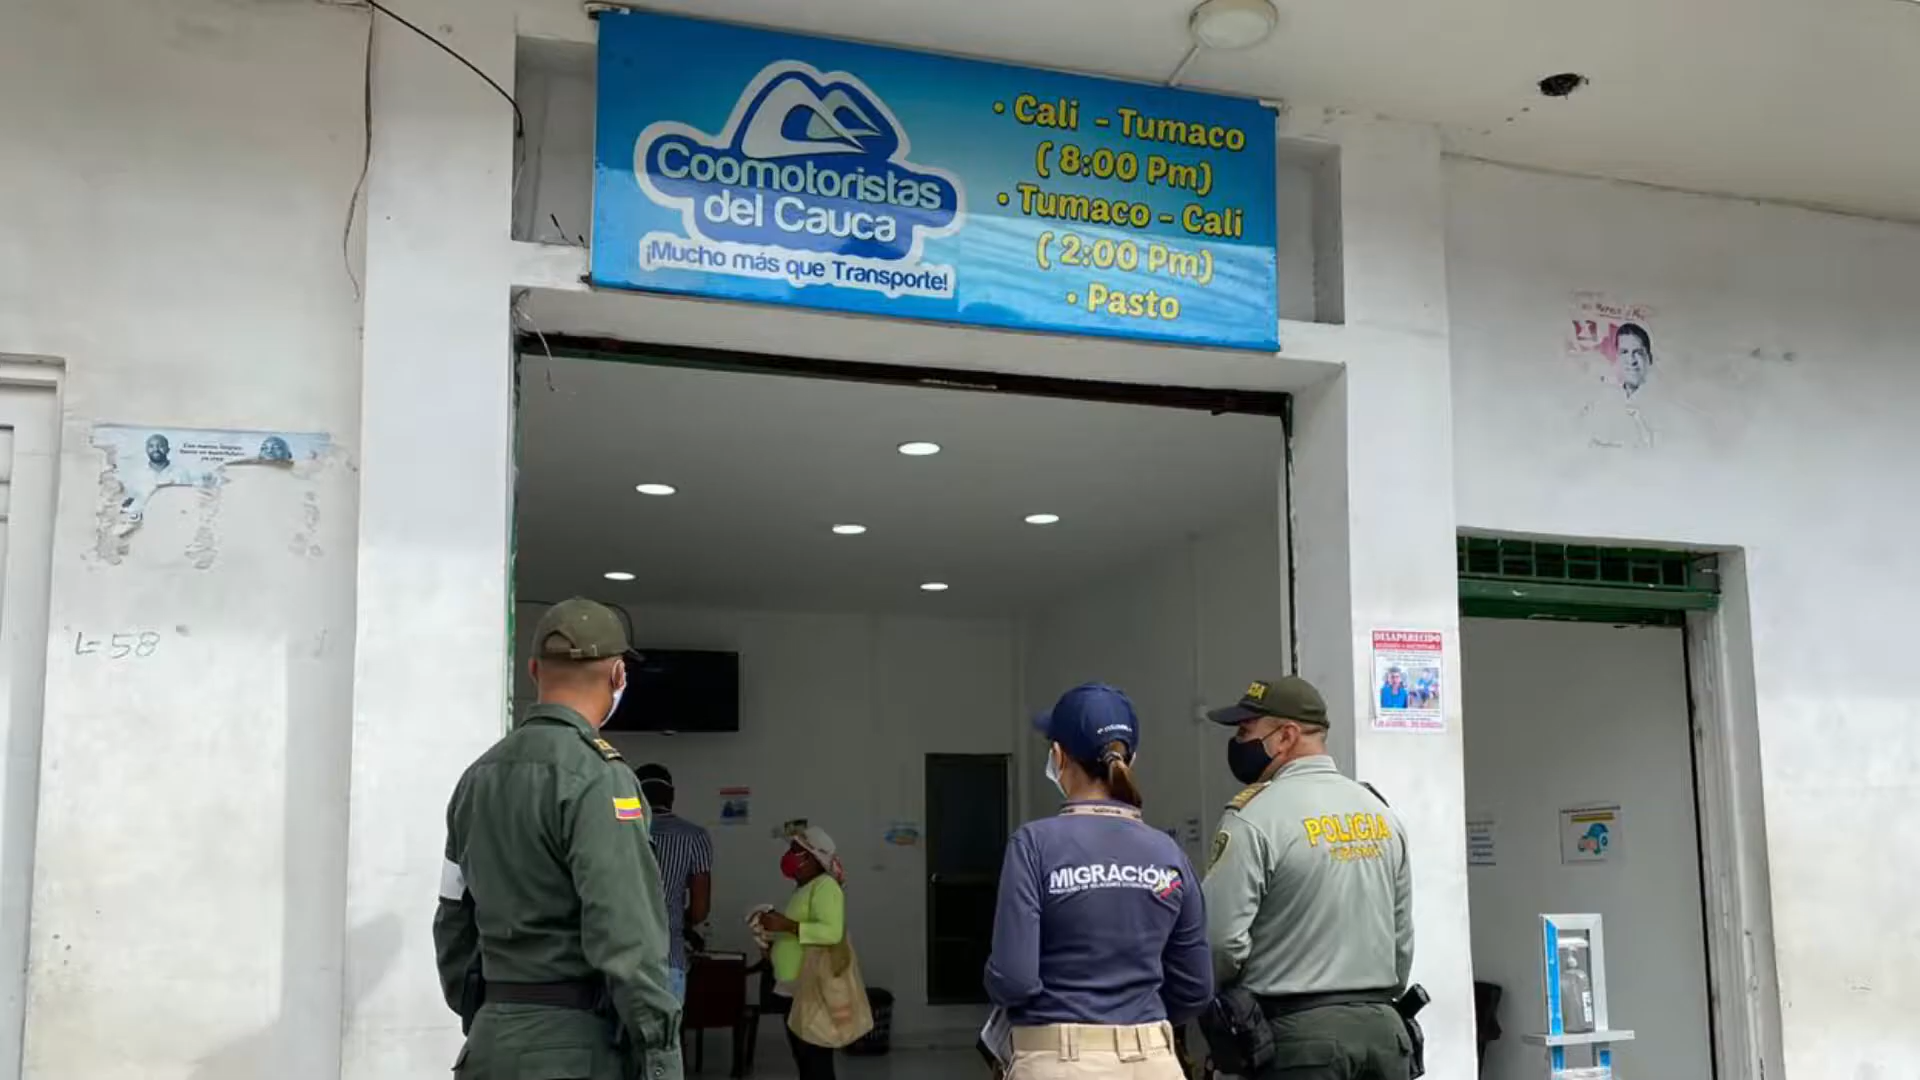 Coomotoristas
del Cauca
¡Mucho más que Transporte!
• Cali - Tumaco
( 8:00 Pm)
• Tumaco - Cali
( 2:00 Pm)
• Pasto
L=58
DESAPARECIDO
MIGRACIÓN
POLICIA
TURISMO